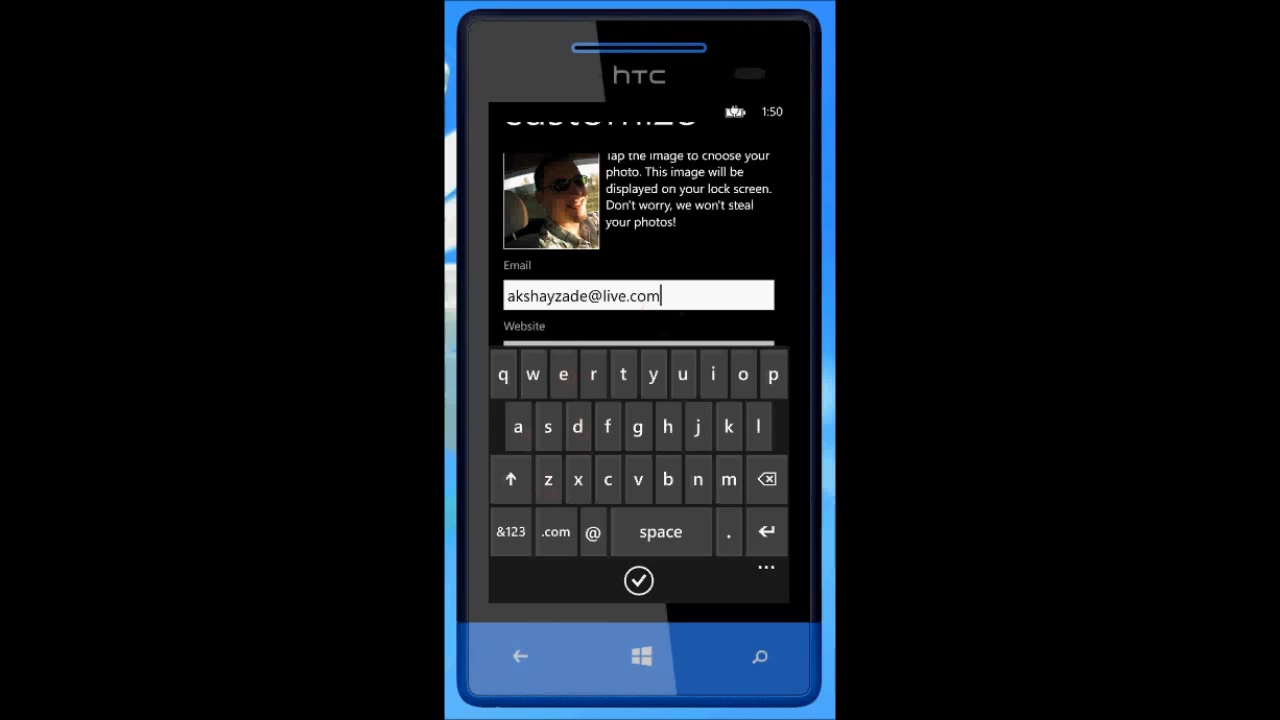 hTC
1:50
customize
Tap the image to choose your
photo. This image will be
displayed on your lock screen.
Don't worry, we won't steal
your photos!
Email
akshayzade@live.com
Website
q w e r t y u i o p
a s d f g h j k l
z x c v b n m
&123 .com @ space .